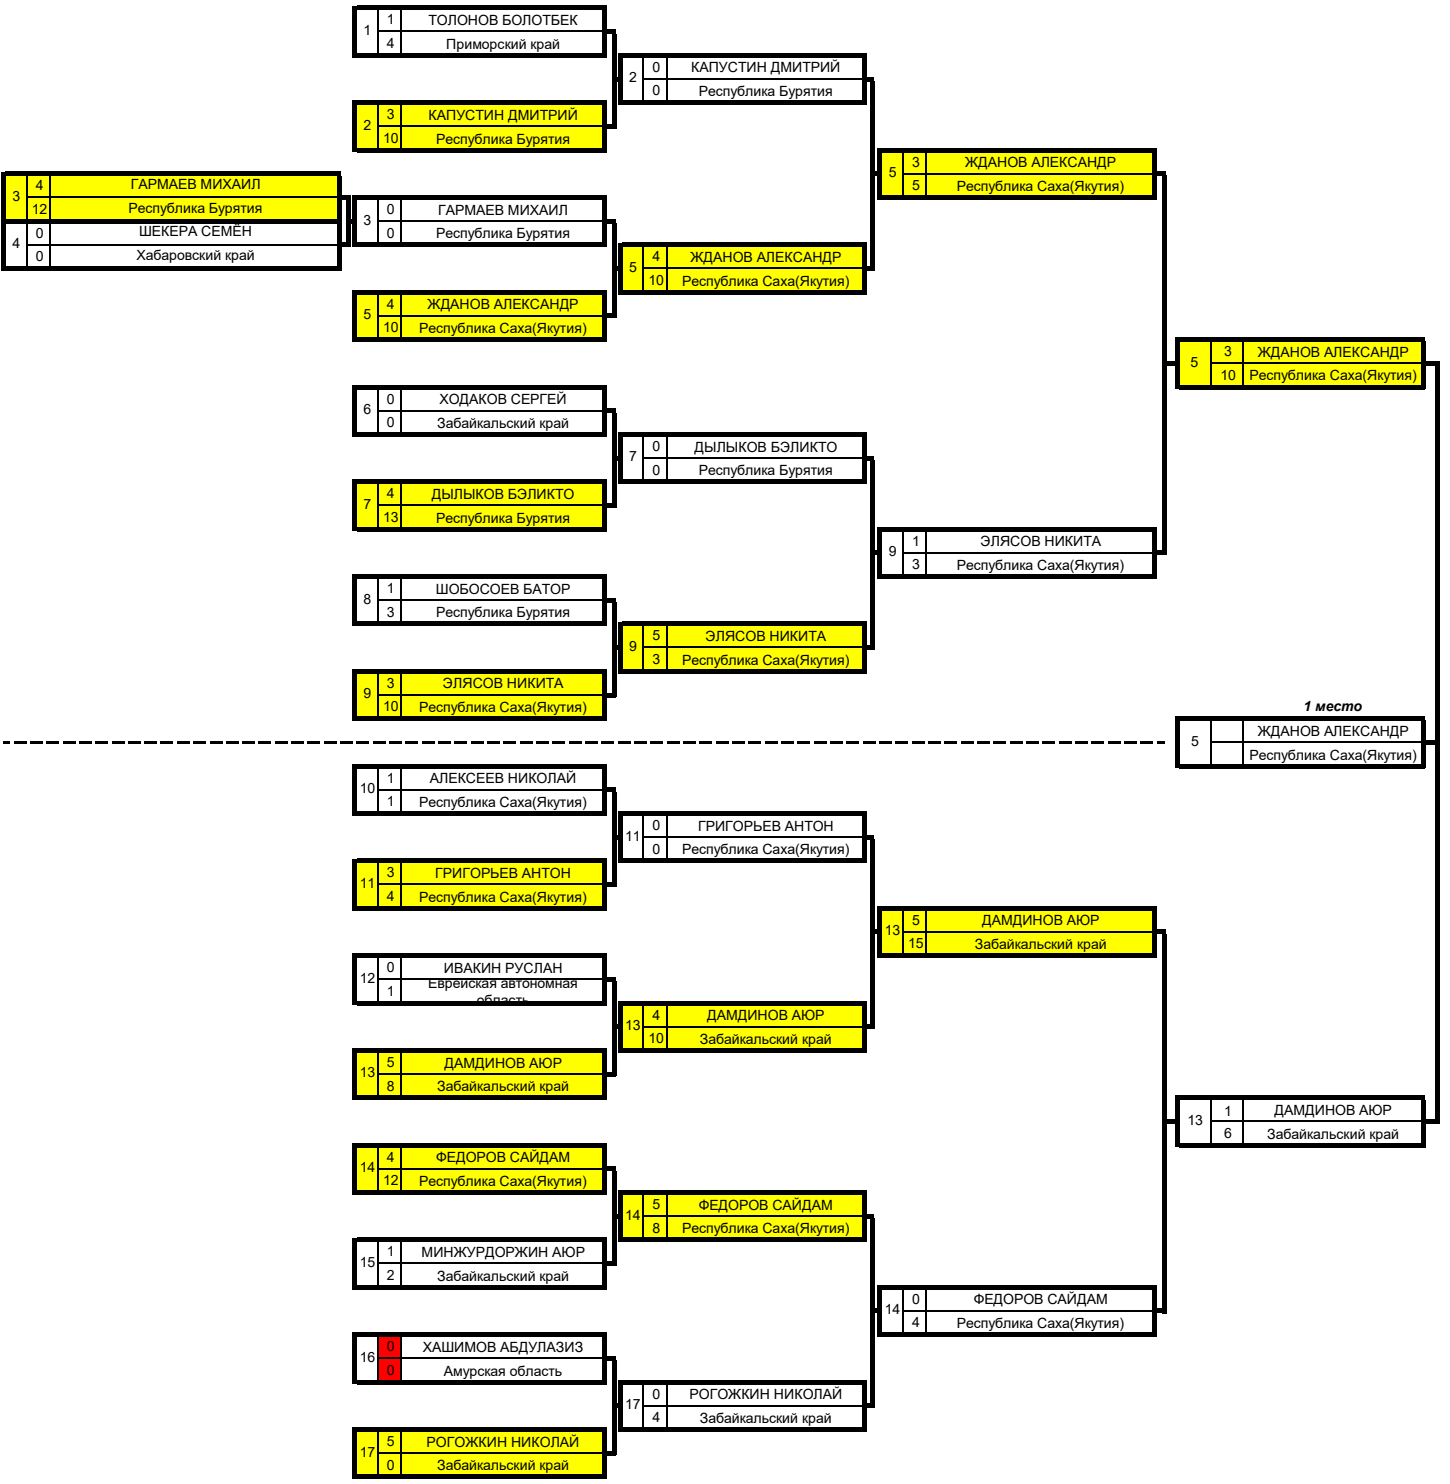 1 1 ТОЛОНОВ БОЛОТБЕК
4 Приморский край
2 0 КАПУСТИН ДМИТРИЙ
0 Республика Бурятия
2 3 КАПУСТИН ДМИТРИЙ
10 Республика Бурятия
5 3 ЖДАНОВ АЛЕКСАНДР
5 Республика Саха(Якутия)
3 4 ГАРМАЕВ МИХАИЛ
12 Республика Бурятия
4 0 ШЕКЕРА СЕМЁН
0 Хабаровский край
3 0 ГАРМАЕВ МИХАИЛ
0 Республика Бурятия
5 4 ЖДАНОВ АЛЕКСАНДР
10 Республика Саха(Якутия)
5 4 ЖДАНОВ АЛЕКСАНДР
10 Республика Саха(Якутия)
5 3 ЖДАНОВ АЛЕКСАНДР
10 Республика Саха(Якутия)
6 0 ХОДАКОВ СЕРГЕЙ
0 Забайкальский край
7 0 ДЫЛЫКОВ БЭЛИКТО
0 Республика Бурятия
7 4 ДЫЛЫКОВ БЭЛИКТО
13 Республика Бурятия
9 1 ЭЛЯСОВ НИКИТА
3 Республика Саха(Якутия)
8 1 ШОБОСОЕВ БАТОР
3 Республика Бурятия
9 5 ЭЛЯСОВ НИКИТА
3 Республика Саха(Якутия)
9 3 ЭЛЯСОВ НИКИТА
10 Республика Саха(Якутия)
1 место
5 ЖДАНОВ АЛЕКСАНДР
Республика Саха(Якутия)
10 1 АЛЕКСЕЕВ НИКОЛАЙ
1 Республика Саха(Якутия)
11 0 ГРИГОРЬЕВ АНТОН
0 Республика Саха(Якутия)
11 3 ГРИГОРЬЕВ АНТОН
4 Республика Саха(Якутия)
13 5 ДАМДИНОВ АЮР
15 Забайкальский край
12 0 ИВАКИН РУСЛАН
1 Еврейская автономная
область
13 4 ДАМДИНОВ АЮР
10 Забайкальский край
13 5 ДАМДИНОВ АЮР
8 Забайкальский край
13 1 ДАМДИНОВ АЮР
6 Забайкальский край
14 4 ФЕДОРОВ САЙДАМ
12 Республика Саха(Якутия)
14 5 ФЕДОРОВ САЙДАМ
8 Республика Саха(Якутия)
15 1 МИНЖУРДОРЖИН АЮР
2 Забайкальский край
14 0 ФЕДОРОВ САЙДАМ
4 Республика Саха(Якутия)
16 0 ХАШИМОВ АБДУЛАЗИЗ
0 Амурская область
17 0 РОГОЖКИН НИКОЛАЙ
4 Забайкальский край
17 5 РОГОЖКИН НИКОЛАЙ
0 Забайкальский край